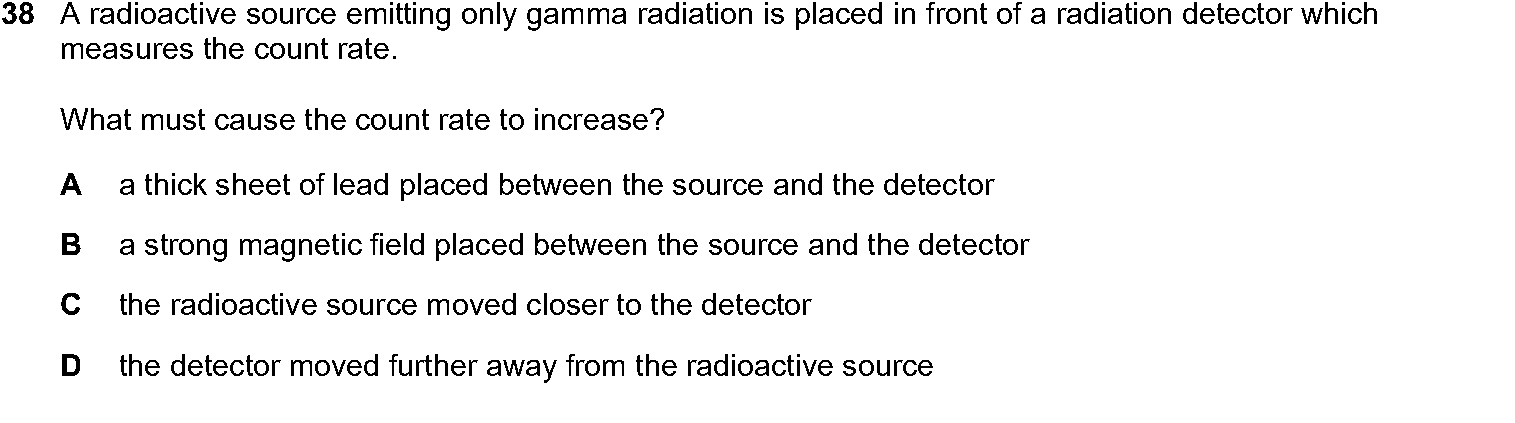 38 A radioactive source emitting only gamma radiation is placed in front of a radiation detector which
measures the count rate.
What must cause the count rate to increase?
A a thick sheet of lead placed between the source and the detector
B a strong magnetic field placed between the source and the detector
C the radioactive source moved closer to the detector
D the detector moved further away from the radioactive source